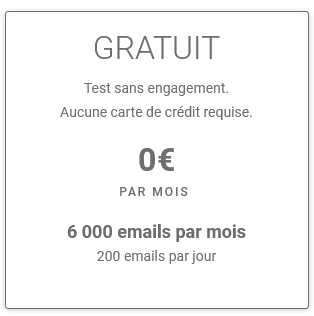 GRATUIT
Test sans engagement.
Aucune carte de crédit requise.
0€
PAR MOIS
6 000 emails par mois
200 emails par jour